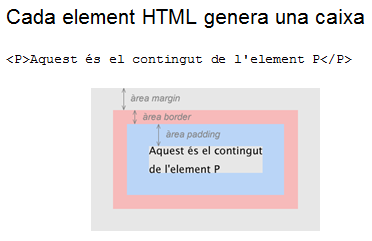 Cada element HTML genera una caixa
<P>Aquest és el contingut de l'element P</P>
àrea margin
àrea border
àrea padding
Aquest és el contingut
de l'element P